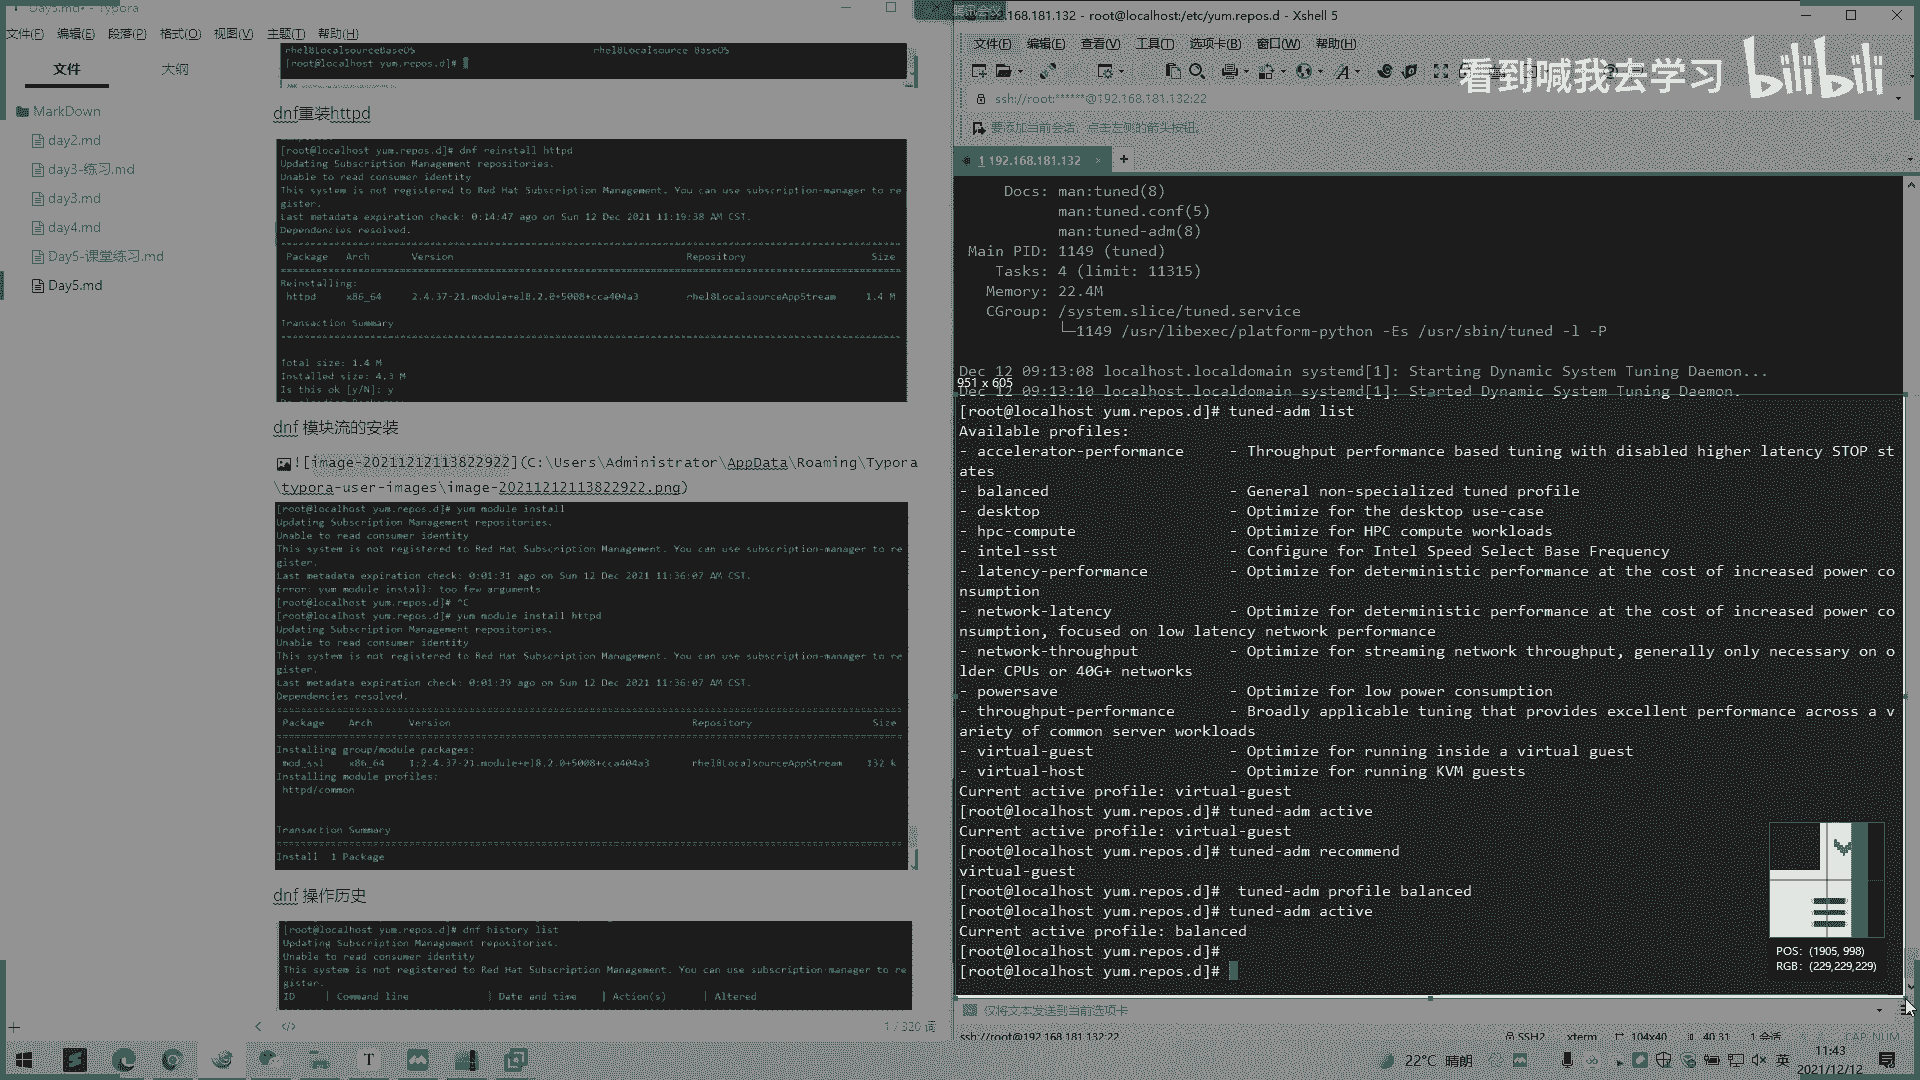 Day5.md• - Typora
文件(F) 编辑(E) 段落(P) 格式(O) 视图(V) 主题(T) 帮助(H)
文件 大纲
MarkDown
day2.md
day3-练习.md
day3.md
day4.md
Day5-课堂练习.md
Day5.md
rhel8LocalsourceBaseOS rhel8Localsource BaseOS
[root@localhost yum.repos.d]#
dnf重装httpd
[root@localhost yum.repos.d]# dnf reinstall httpd
Updating Subscription Management repositories.
Unable to read consumer identity
This system is not registered to Red Hat Subscription Management. You can use subscription-manager to re
gister.
Last metadata expiration check: 0:14:47 ago on Sun 12 Dec 2021 11:19:38 AM CST.
Dependencies resolved.
Package Arch Version Repository Size
Reinstalling:
httpd x86_64 2.4.37-21.module+el8.2.0+5008+cca404a3 rhel8LocalsourceAppStream 1.4 M
Transaction Summary
Total size: 1.4 M
Installed size: 4.3 M
Is this ok [y/N]: y
dnf 模块流的安装
![image-20211212113822922](C:\Users\Administrator\AppData\Roaming\Typora
\typora-user-images\image-20211212113822922.png)
[root@localhost yum.repos.d]# yum module install
Updating Subscription Management repositories.
Unable to read consumer identity
This system is not registered to Red Hat Subscription Management. You can use subscription-manager to re
gister.
Last metadata expiration check: 0:01:31 ago on Sun 12 Dec 2021 11:36:07 AM CST.
Error: yum module install: too few arguments
[root@localhost yum.repos.d]# ^C
[root@localhost yum.repos.d]# yum module install httpd
Updating Subscription Management repositories.
Unable to read consumer identity
This system is not registered to Red Hat Subscription Management. You can use subscription-manager to re
gister.
Last metadata expiration check: 0:01:39 ago on Sun 12 Dec 2021 11:36:07 AM CST.
Dependencies resolved.
Package Arch Version Repository Size
Installing group/module packages:
mod_ssl x86_64 1:2.4.37-21.module+el8.2.0+5008+cca404a3 rhel8LocalsourceAppStream 132 k
Installing module profiles:
httpd/common
Transaction Summary
Install 1 Package
dnf 操作历史
[root@localhost yum.repos.d]# dnf history list
Updating Subscription Management repositories.
Unable to read consumer identity
This system is not registered to Red Hat Subscription Management. You can use subscription-manager to re
gister.
ID | Command line | Date and time | Action(s) | Altered
1 / 320 词
192.168.181.132 - root@localhost:/etc/yum.repos.d - Xshell 5
文件(F) 编辑(E) 查看(V) 工具(T) 选项卡(B) 窗口(W) 帮助(H)
看到喊我去学习 bilibili
ssh://root:******@192.168.181.132:22
要添加当前会话，点击左侧的箭头按钮。
1 192.168.181.132 × +
Docs: man:tuned(8)
man:tuned.conf(5)
man:tuned-adm(8)
Main PID: 1149 (tuned)
Tasks: 4 (limit: 11315)
Memory: 22.4M
CGroup: /system.slice/tuned.service
└─1149 /usr/libexec/platform-python -Es /usr/sbin/tuned -l -P
Dec 12 09:13:08 localhost.localdomain systemd[1]: Starting Dynamic System Tuning Daemon...
951 x 605
Dec 12 09:13:10 localhost.localdomain systemd[1]: Started Dynamic System Tuning Daemon.
[root@localhost yum.repos.d]# tuned-adm list
Available profiles:
- accelerator-performance - Throughput performance based tuning with disabled higher latency STOP st
ates
- balanced - General non-specialized tuned profile
- desktop - Optimize for the desktop use-case
- hpc-compute - Optimize for HPC compute workloads
- intel-sst - Configure for Intel Speed Select Base Frequency
- latency-performance - Optimize for deterministic performance at the cost of increased power co
nsumption
- network-latency - Optimize for deterministic performance at the cost of increased power co
nsumption, focused on low latency network performance
- network-throughput - Optimize for streaming network throughput, generally only necessary on o
lder CPUs or 40G+ networks
- powersave - Optimize for low power consumption
- throughput-performance - Broadly applicable tuning that provides excellent performance across a v
ariety of common server workloads
- virtual-guest - Optimize for running inside a virtual guest
- virtual-host - Optimize for running KVM guests
Current active profile: virtual-guest
[root@localhost yum.repos.d]# tuned-adm active
Current active profile: virtual-guest
[root@localhost yum.repos.d]# tuned-adm recommend
virtual-guest
[root@localhost yum.repos.d]#  tuned-adm profile balanced
[root@localhost yum.repos.d]# tuned-adm active
Current active profile: balanced
[root@localhost yum.repos.d]#
[root@localhost yum.repos.d]#
POS: (1905, 998)
RGB: (229,229,229)
仅将文本发送到当前选项卡
ssh://root@192.168.181.132:22 SSH2 xterm 104x40 40,31 1 会话 CAP NUM
22°C 晴朗 英 11:43
2021/12/12